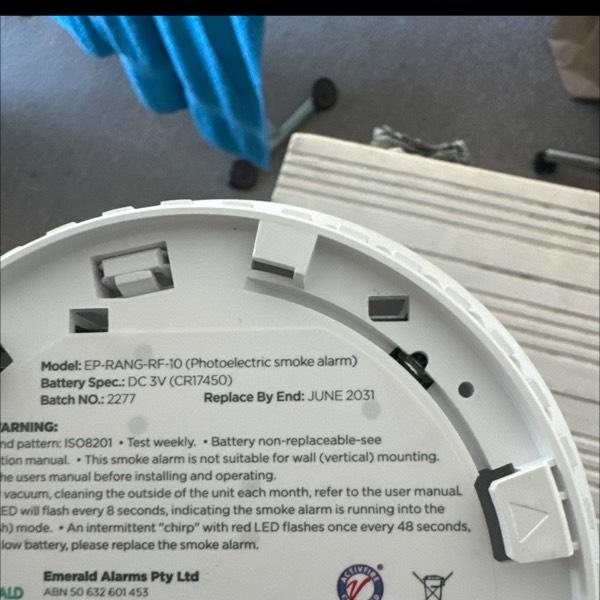 Model: EP-RANG-RF-10 (Photoelectric smoke alarm)
Battery Spec.: DC 3V (CR17450)
Batch NO.: 2277 Replace By End: JUNE 2031
ARNING:
nd pattern: ISO8201 • Test weekly. • Battery non-replaceable-see
tion manual. • This smoke alarm is not suitable for wall (vertical) mounting.
he users manual before installing and operating.
vacuum, cleaning the outside of the unit each month, refer to the user manual.
ED will flash every 8 seconds, indicating the smoke alarm is running into the
h) mode. • An intermittent "chirp" with red LED flashes once every 48 seconds,
low battery, please replace the smoke alarm.
ALD Emerald Alarms Pty Ltd
ABN 50 632 601 453
ACTIVFIRE